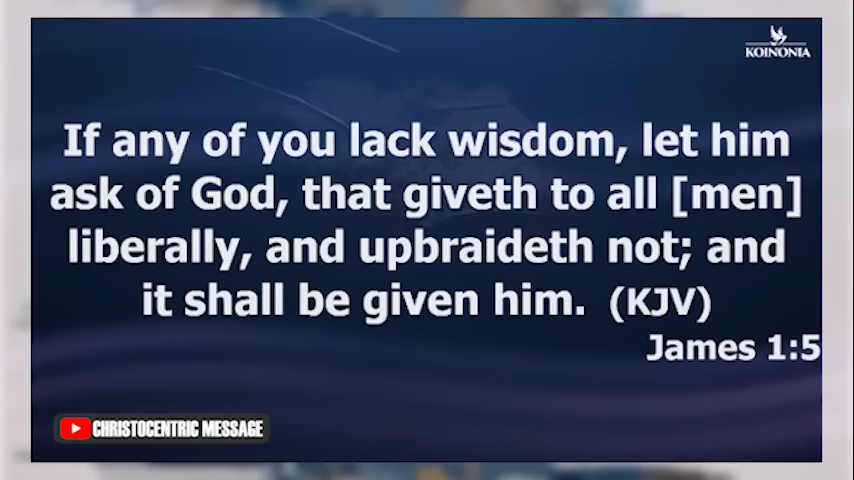 KOINONIA
If any of you lack wisdom, let him
ask of God, that giveth to all [men]
liberally, and upbraideth not; and
it shall be given him. (KJV)
James 1:5
CHRISTOCENTRIC MESSAGE